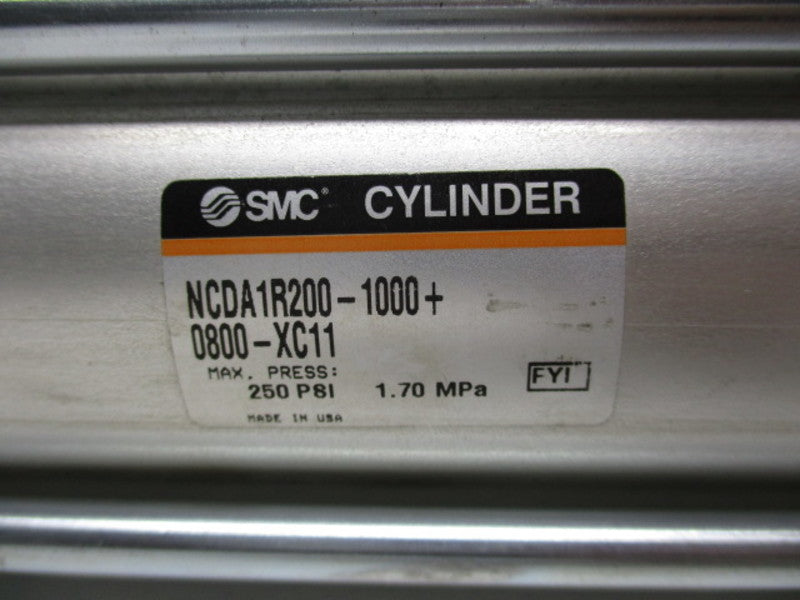 SMC® CYLINDER
NCDA1R200-1000+
0800-XC11
MAX. PRESS:
250 PSI 1.70 MPa
FYI
MADE IN USA